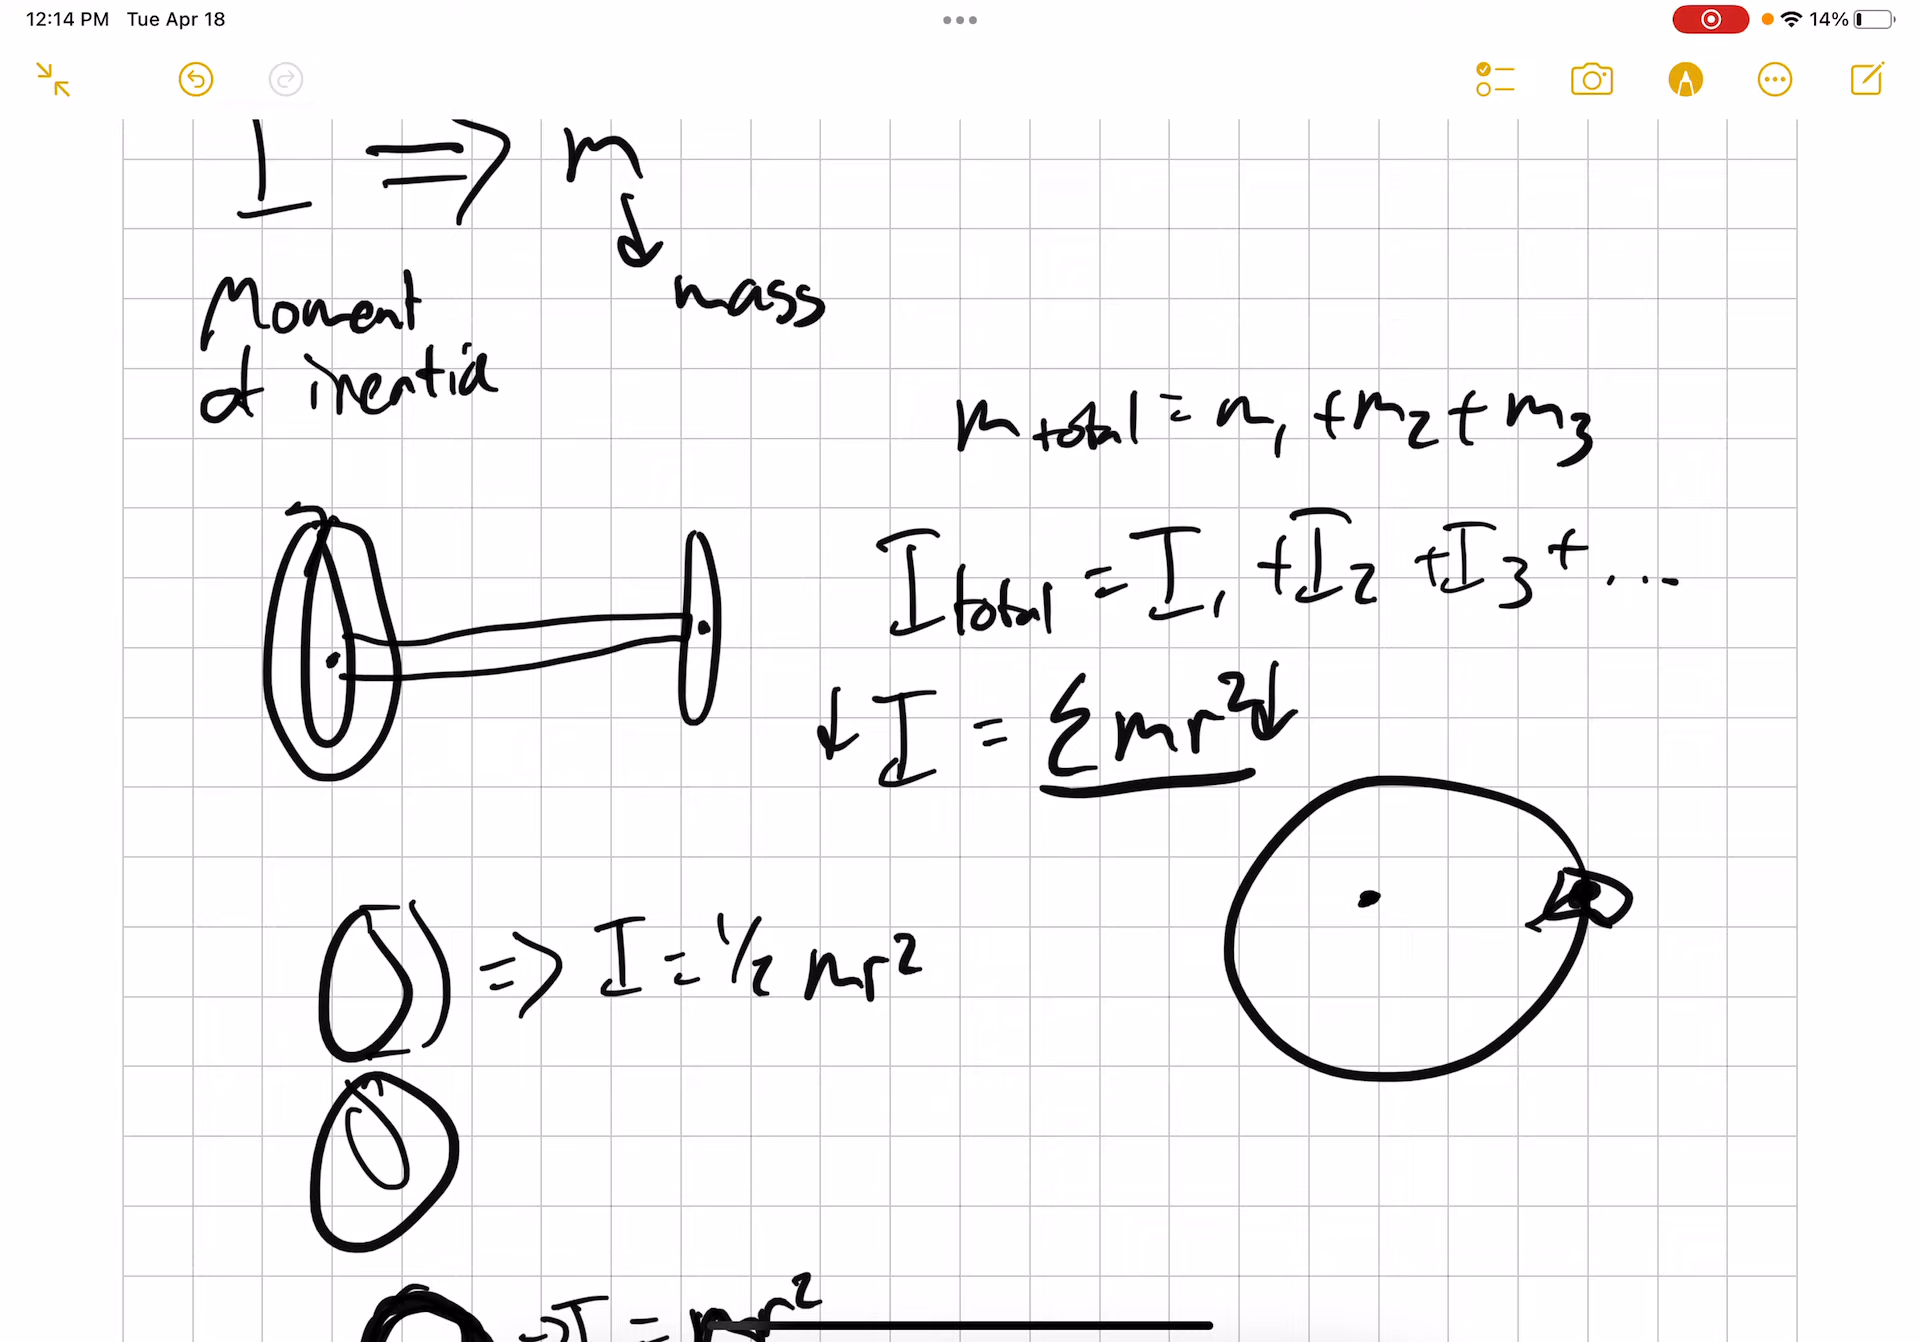 12:14 PM Tue Apr 18
14%
I => m
mass
Moment
of inertia
m total = m1 + m2 + m3
I total = I1 + I2 + I3 + ...
↓ I = Σ mr² ↓
=> I = 1/2 mr²
=> I = mr²